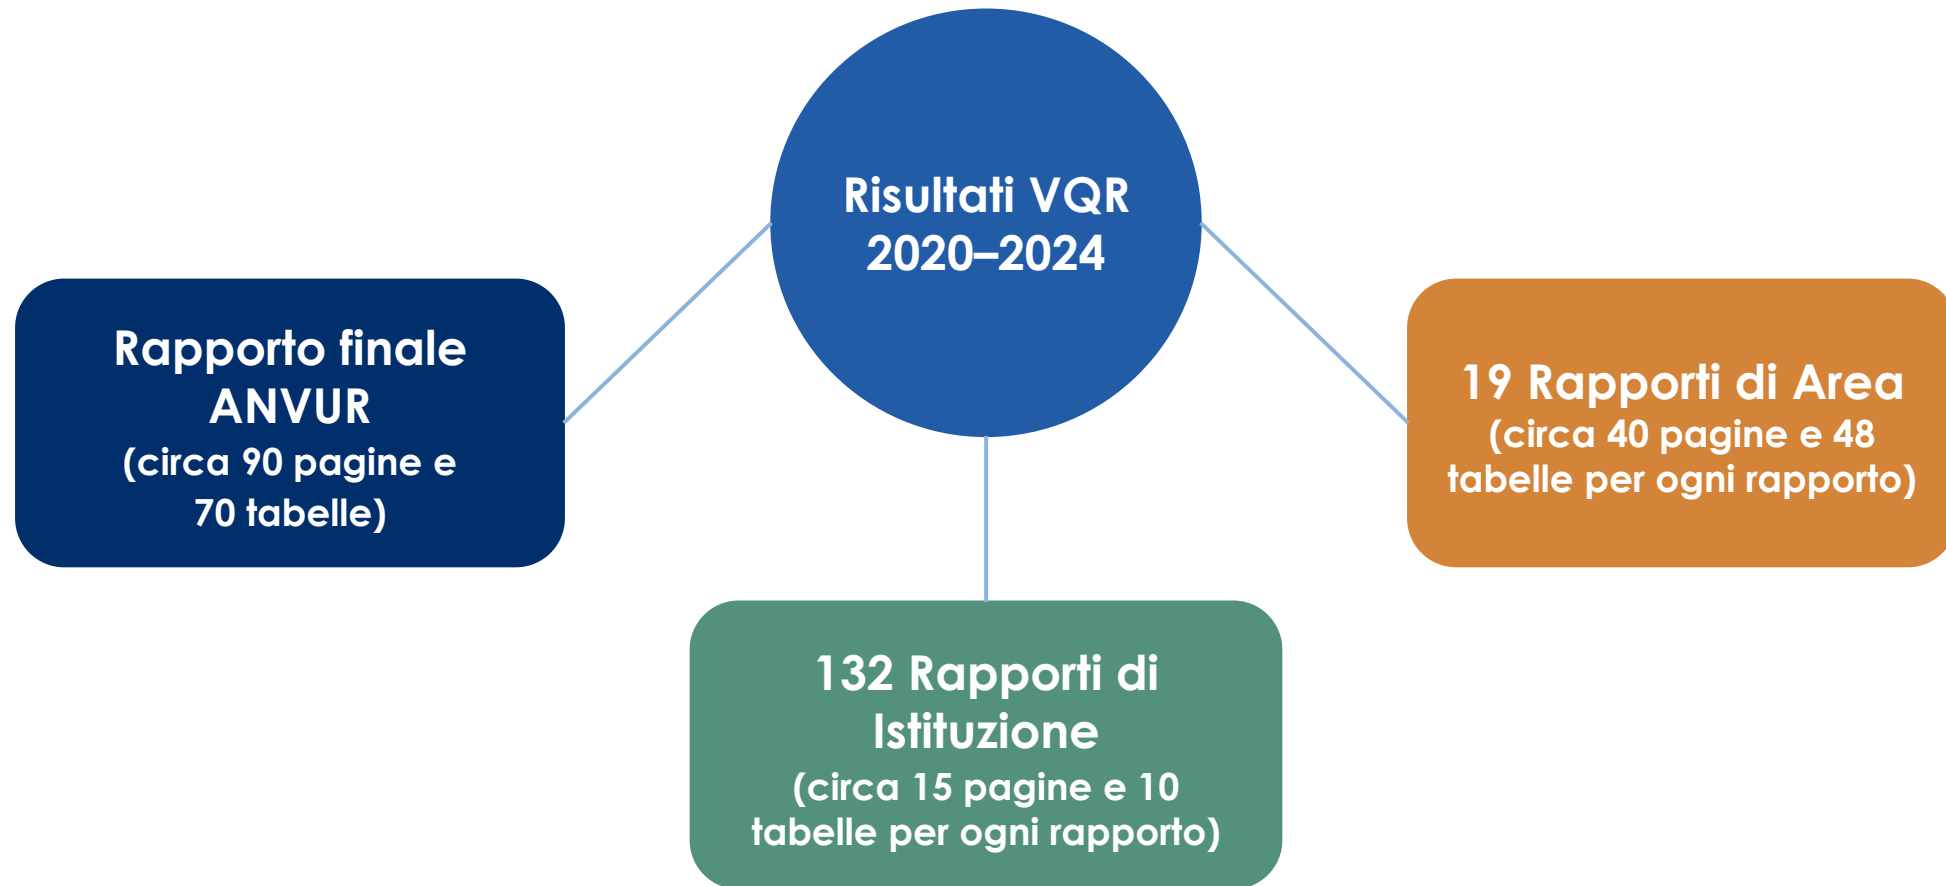 Risultati VQR
2020–2024
Rapporto finale
ANVUR
(circa 90 pagine e
70 tabelle)
19 Rapporti di Area
(circa 40 pagine e 48
tabelle per ogni rapporto)
132 Rapporti di
Istituzione
(circa 15 pagine e 10
tabelle per ogni rapporto)